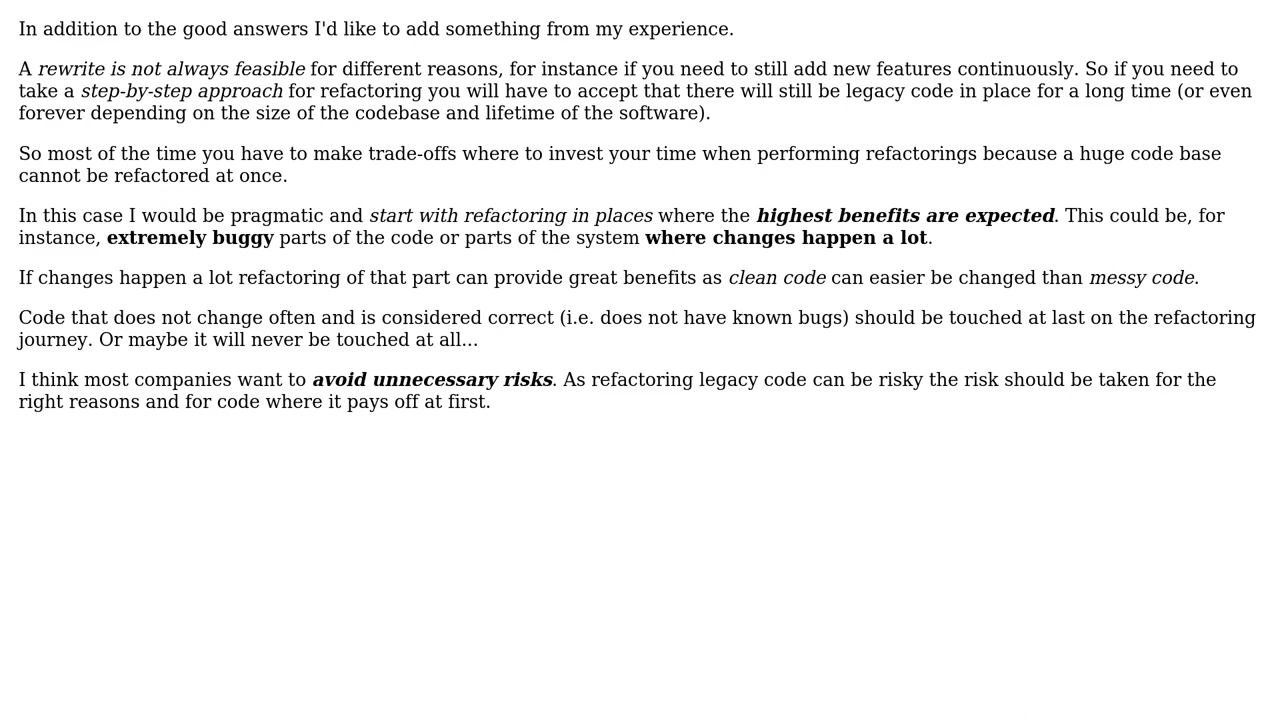 In addition to the good answers I'd like to add something from my experience.
A rewrite is not always feasible for different reasons, for instance if you need to still add new features continuously. So if you need to
take a step-by-step approach for refactoring you will have to accept that there will still be legacy code in place for a long time (or even
forever depending on the size of the codebase and lifetime of the software).
So most of the time you have to make trade-offs where to invest your time when performing refactorings because a huge code base
cannot be refactored at once.
In this case I would be pragmatic and start with refactoring in places where the highest benefits are expected. This could be, for
instance, extremely buggy parts of the code or parts of the system where changes happen a lot.
If changes happen a lot refactoring of that part can provide great benefits as clean code can easier be changed than messy code.
Code that does not change often and is considered correct (i.e. does not have known bugs) should be touched at last on the refactoring
journey. Or maybe it will never be touched at all...
I think most companies want to avoid unnecessary risks. As refactoring legacy code can be risky the risk should be taken for the
right reasons and for code where it pays off at first.